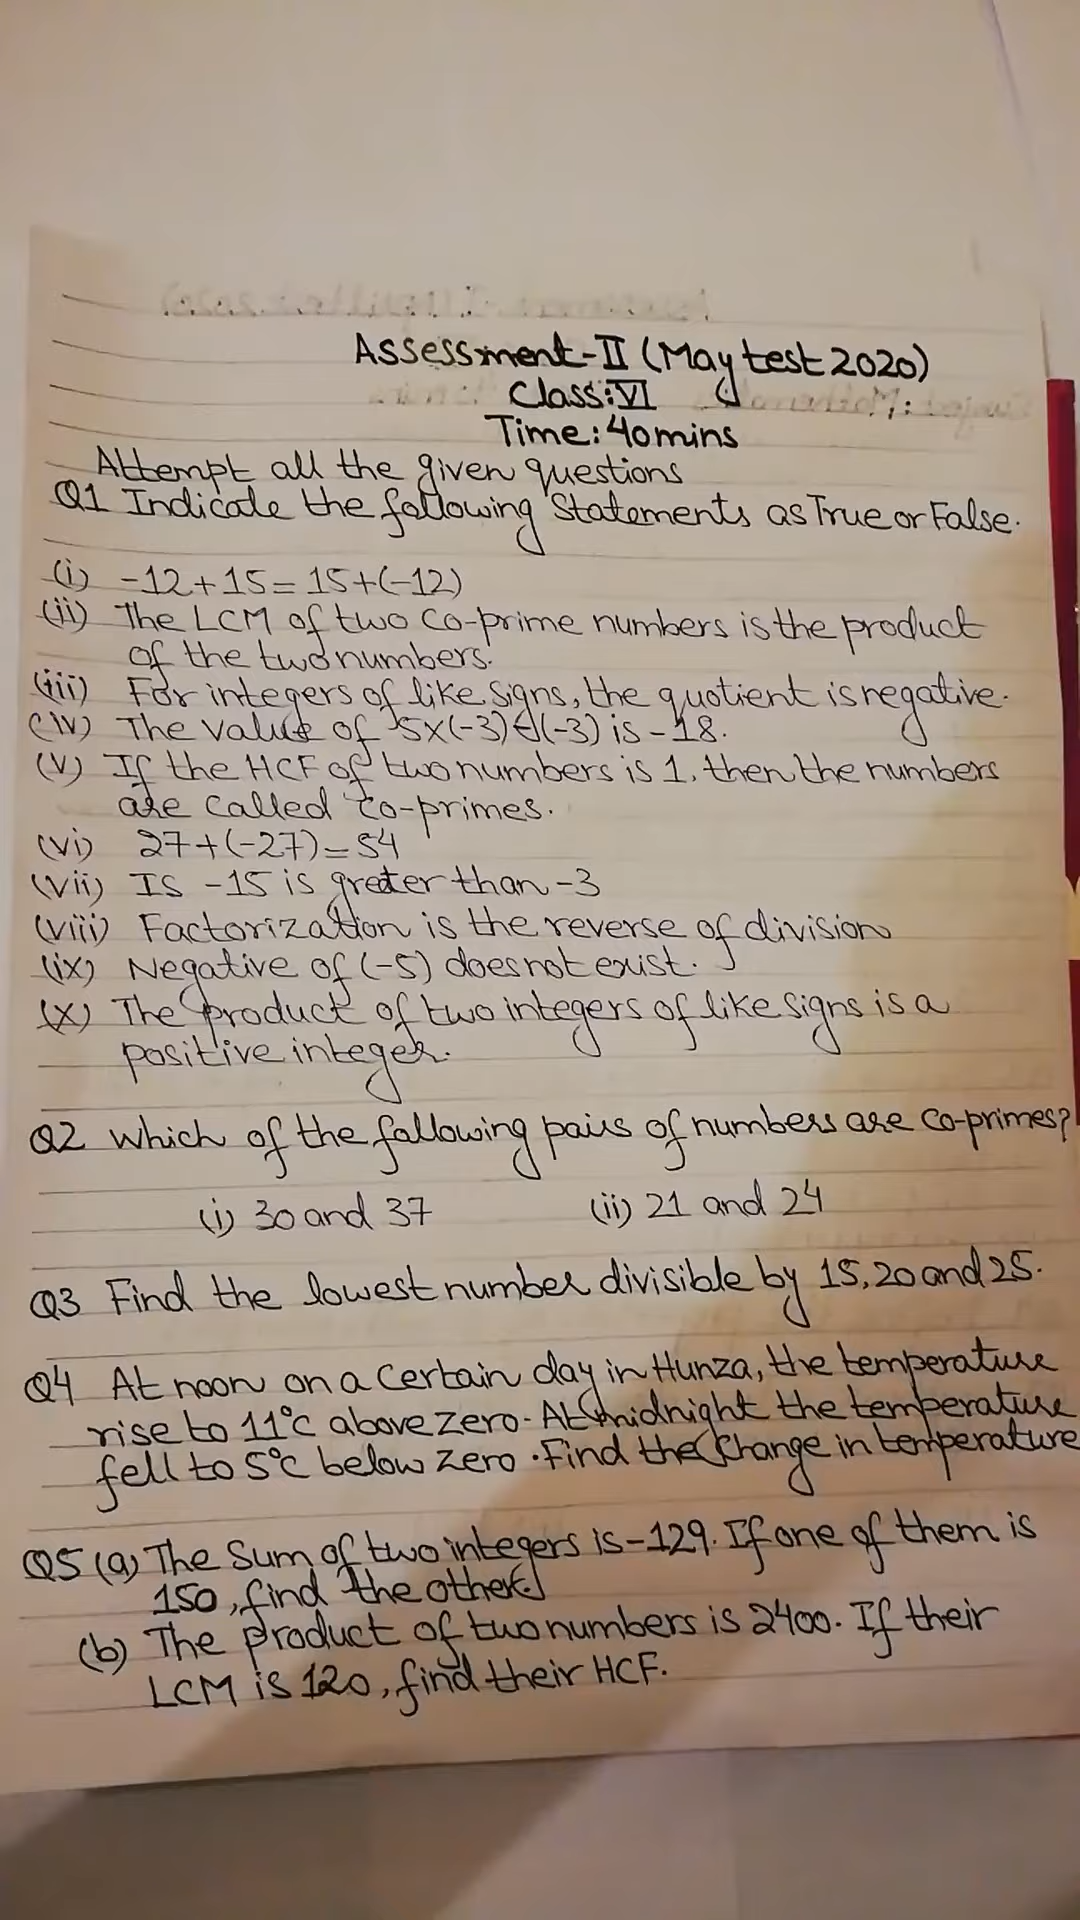 Assessment-II (May test 2020)
Class:VI
Time:40mins
Attempt all the given questions
Q1 Indicate the following Statements as True or False.
(i) -12+15=15+(-12)
(ii) The LCM of two Co-prime numbers is the product
of the two numbers.
(iii) For integers of like signs, the quotient is negative.
(iv) The value of 5x(-3)+(-3) is -18.
(v) If the HCF of two numbers is 1, then the numbers
are called co-primes.
(vi) 27+(-27)=54
(vii) Is -15 is greater than -3
(viii) Factorization is the reverse of division
(ix) Negative of (-5) does not exist.
(x) The product of two integers of like signs is a
positive integer.
Q2 Which of the following pairs of numbers are Co-primes?
(i) 30 and 37 (ii) 21 and 24
Q3 Find the lowest number divisible by 15, 20 and 25.
Q4 At noon on a Certain day in Hunza, the temperature
rise to 11°C above zero. At midnight the temperature
fell to 5°C below zero. Find the Change in temperature
Q5 (a) The Sum of two integers is -129. If one of them is
150, find the other.
(b) The product of two numbers is 2400. If their
LCM is 120, find their HCF.